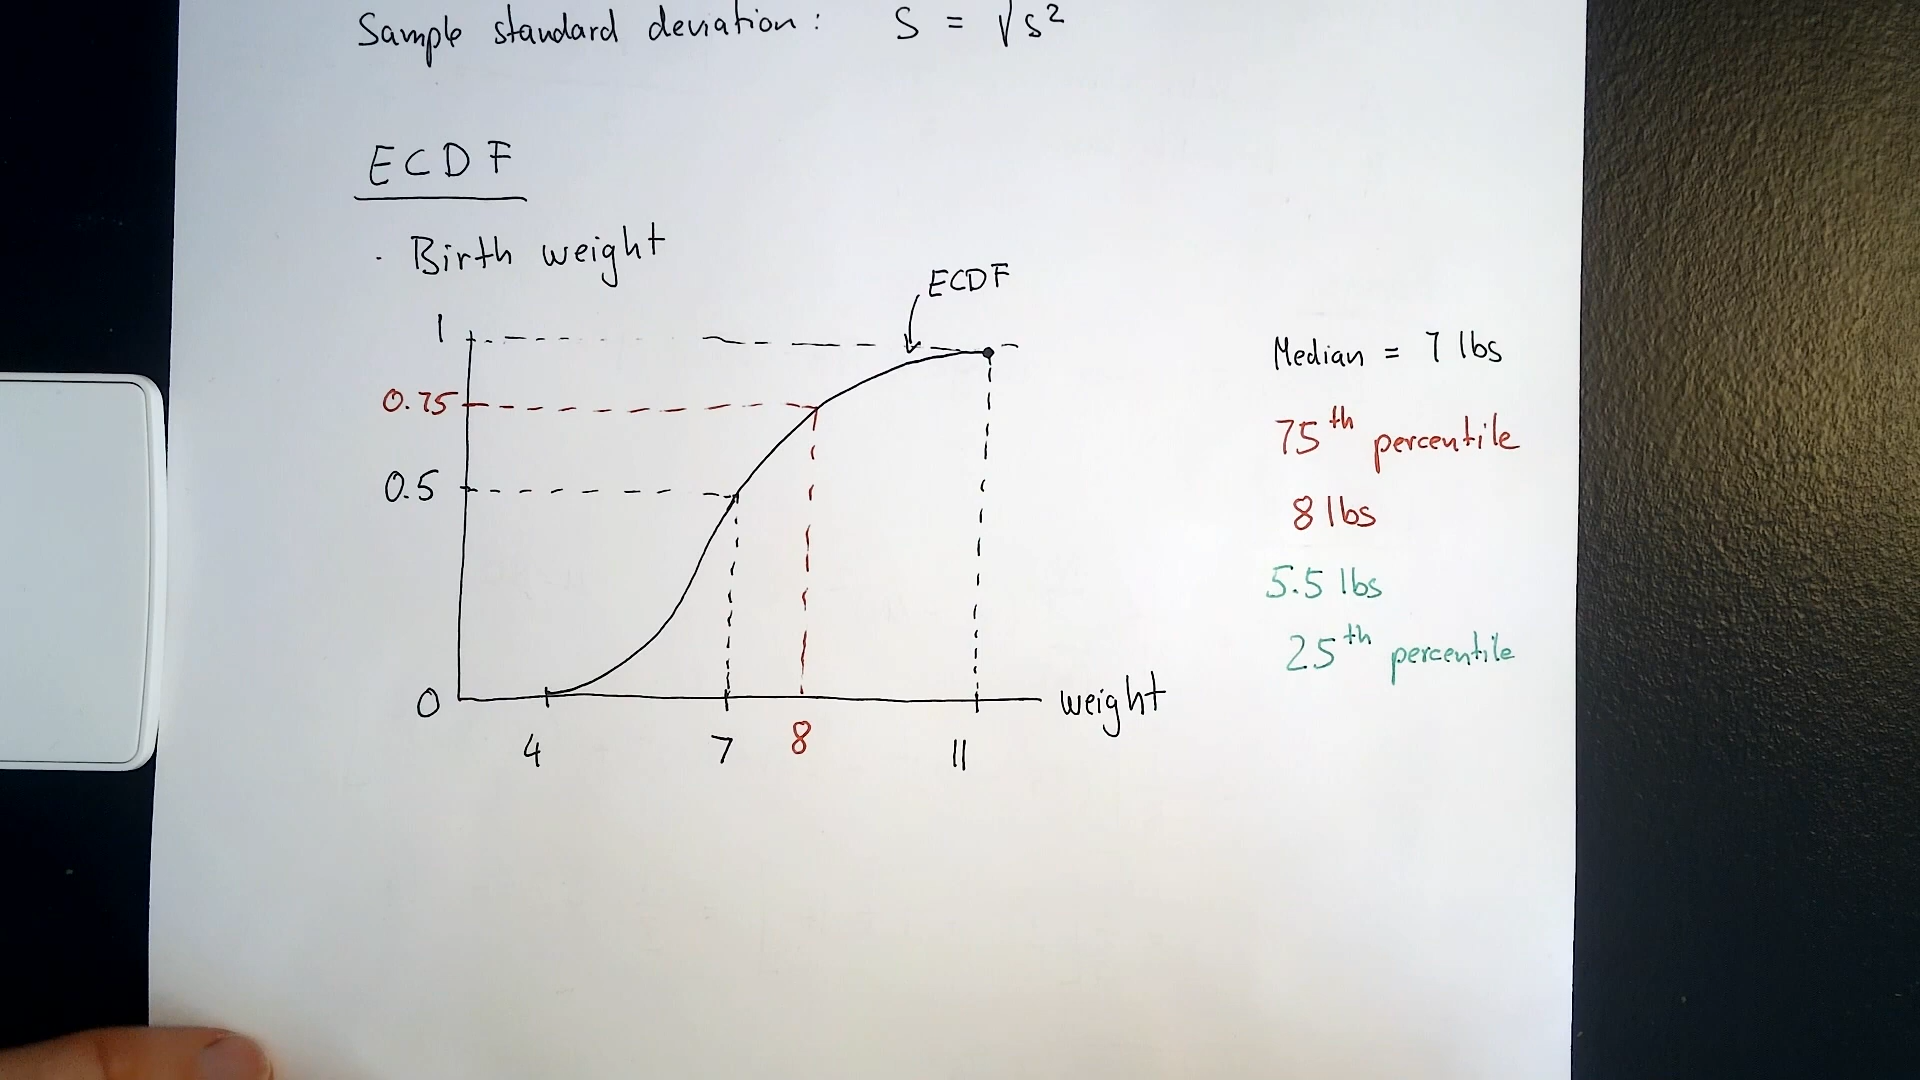 Sample standard deviation: S = √s²
ECDF
· Birth weight
ECDF
1
0.75
0.5
0
4 7 8 11
weight
Median = 7 lbs
75th percentile
8 lbs
5.5 lbs
25th percentile